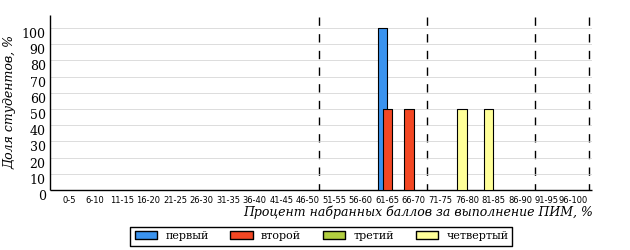 Доля студентов, %
100
90
80
70
60
50
40
30
20
10
0
0-5 6-10 11-15 16-20 21-25 26-30 31-35 36-40 41-45 46-50 51-55 56-60 61-65 66-70 71-75 76-80 81-85 86-90 91-95 96-100
Процент набранных баллов за выполнение ПИМ, %
первый второй третий четвертый